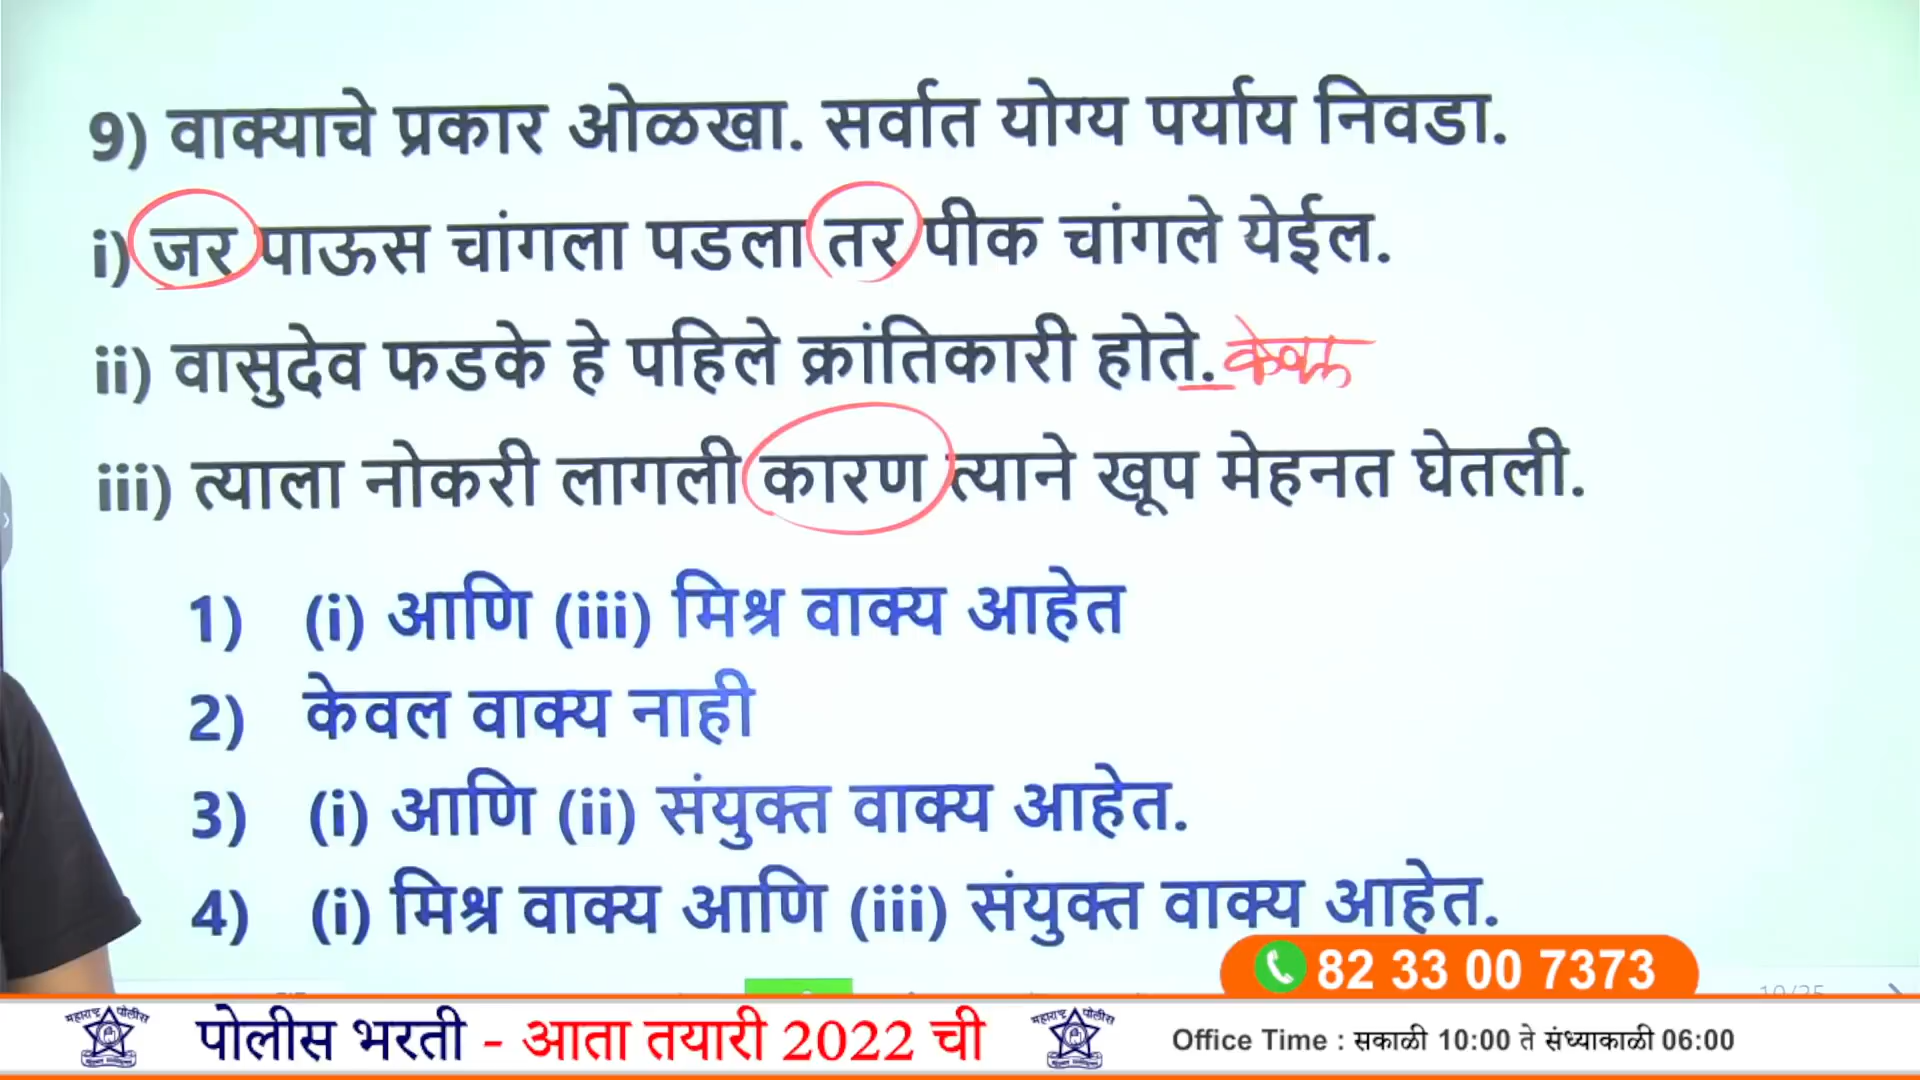 9) वाक्याचे प्रकार ओळखा. सर्वात योग्य पर्याय निवडा.
i) जर पाऊस चांगला पडला तर पीक चांगले येईल.
ii) वासुदेव फडके हे पहिले क्रांतिकारी होते. केवल
iii) त्याला नोकरी लागली कारण त्याने खूप मेहनत घेतली.
1) (i) आणि (iii) मिश्र वाक्य आहेत
2) केवल वाक्य नाही
3) (i) आणि (ii) संयुक्त वाक्य आहेत.
4) (i) मिश्र वाक्य आणि (iii) संयुक्त वाक्य आहेत.
82 33 00 7373
महाराष्ट्र पोलीस
पोलीस भरती - आता तयारी 2022 ची
महाराष्ट्र पोलीस
Office Time : सकाळी 10:00 ते संध्याकाळी 06:00